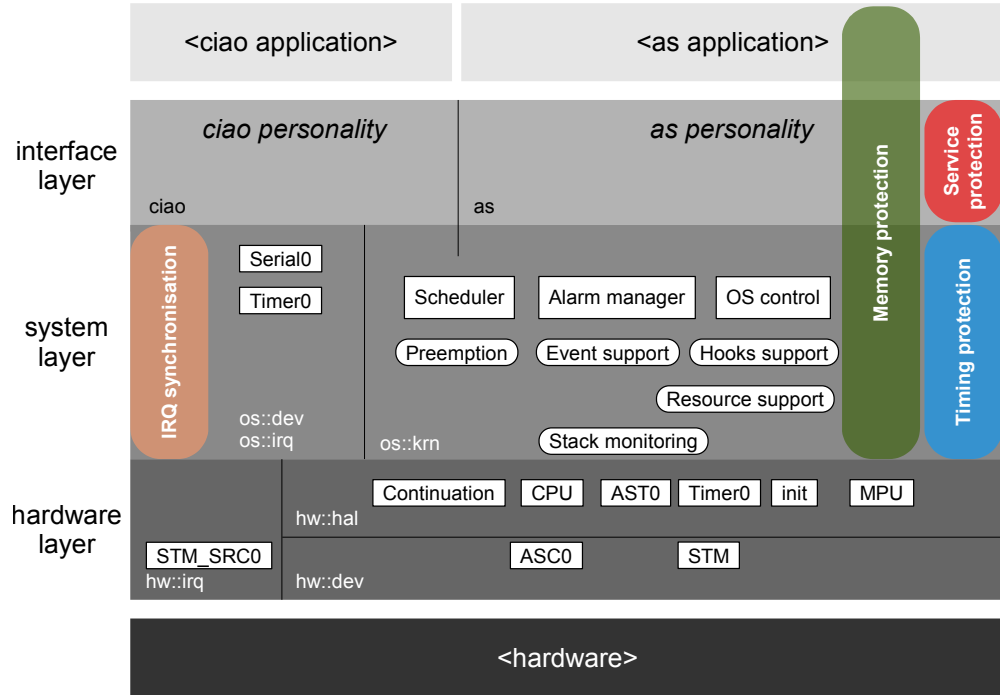 <ciao application>
<as application>
interface
layer
ciao personality
as personality
ciao
as
Memory protection
Service
protection
system
layer
IRQ synchronisation
Serial0
Timer0
os::dev
os::irq
Scheduler
Alarm manager
OS control
Preemption
Event support
Hooks support
Resource support
Stack monitoring
os::krn
Timing protection
hardware
layer
Continuation
CPU
AST0
Timer0
init
MPU
hw::hal
STM_SRC0
hw::irq
ASC0
STM
hw::dev
<hardware>